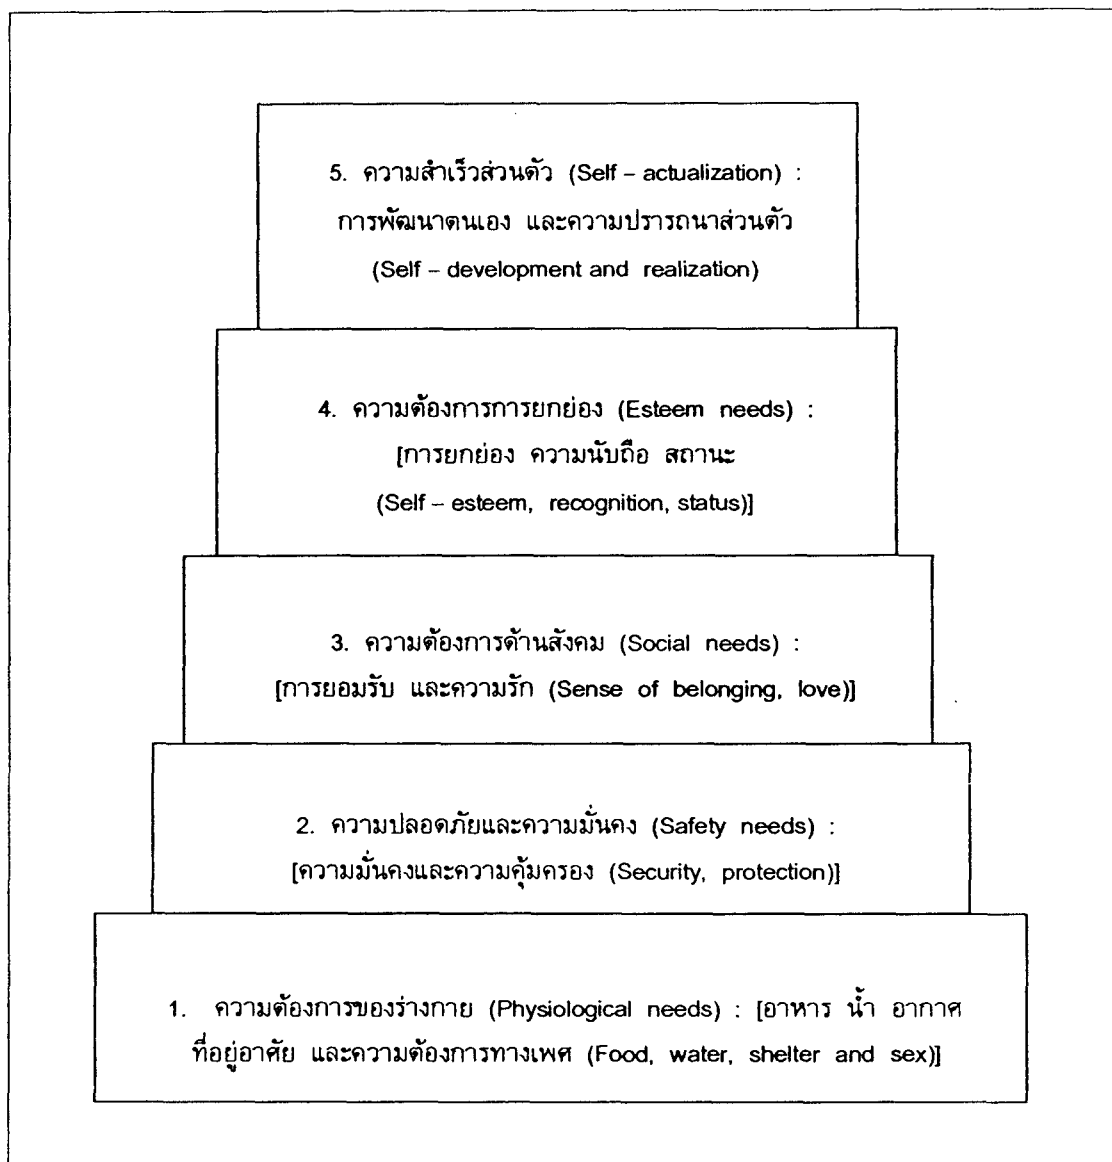 5. ความสำเร็วส่วนตัว (Self – actualization) :
การพัฒนาตนเอง และความปรารถนาส่วนตัว
(Self – development and realization)
4. ความต้องการการยกย่อง (Esteem needs) :
[การยกย่อง ความนับถือ สถานะ
(Self – esteem, recognition, status)]
3. ความต้องการด้านสังคม (Social needs) :
[การยอมรับ และความรัก (Sense of belonging, love)]
2. ความปลอดภัยและความมั่นคง (Safety needs) :
[ความมั่นคงและความคุ้มครอง (Security, protection)]
1. ความต้องการของร่างกาย (Physiological needs) : [อาหาร น้ำ อากาศ
ที่อยู่อาศัย และความต้องการทางเพศ (Food, water, shelter and sex)]